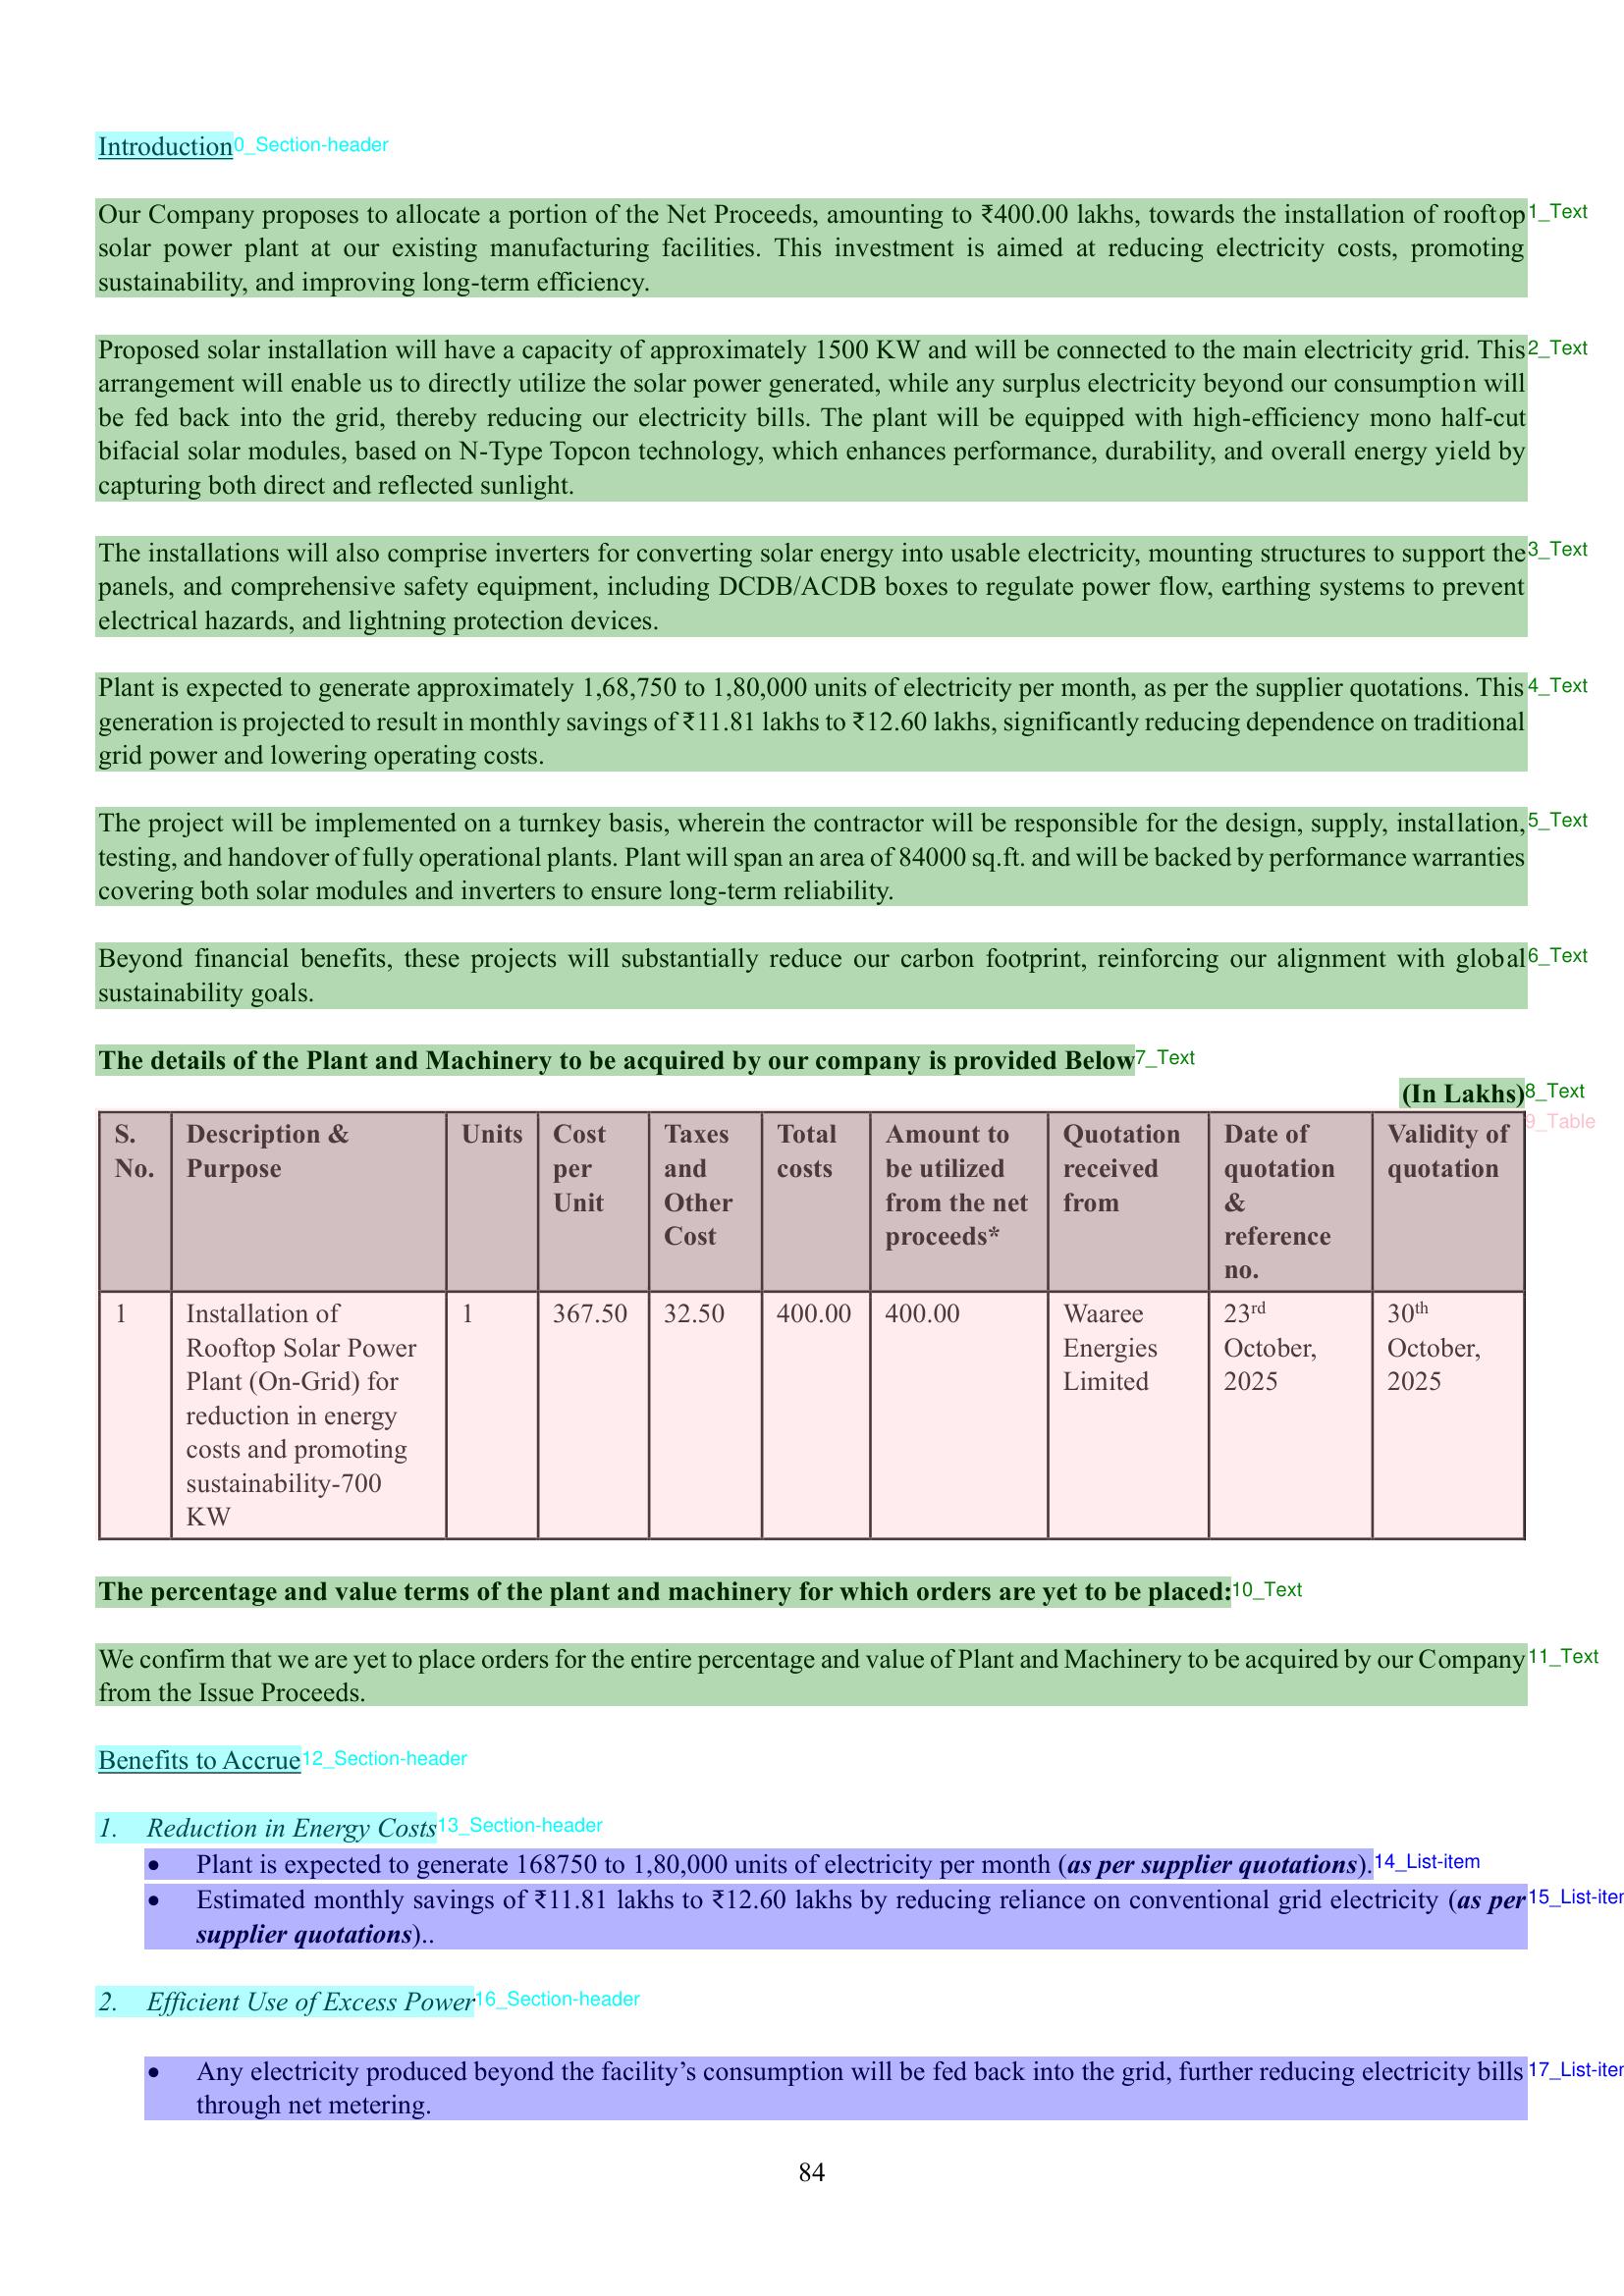 Introduction0_Section-header
Our Company proposes to allocate a portion of the Net Proceeds, amounting to ₹400.00 lakhs, towards the installation of rooftop 1_Text
solar power plant at our existing manufacturing facilities. This investment is aimed at reducing electricity costs, promoting
sustainability, and improving long-term efficiency.
Proposed solar installation will have a capacity of approximately 1500 KW and will be connected to the main electricity grid. This 2_Text
arrangement will enable us to directly utilize the solar power generated, while any surplus electricity beyond our consumption will
be fed back into the grid, thereby reducing our electricity bills. The plant will be equipped with high-efficiency mono half-cut
bifacial solar modules, based on N-Type Topcon technology, which enhances performance, durability, and overall energy yield by
capturing both direct and reflected sunlight.
The installations will also comprise inverters for converting solar energy into usable electricity, mounting structures to support the 3_Text
panels, and comprehensive safety equipment, including DCDB/ACDB boxes to regulate power flow, earthing systems to prevent
electrical hazards, and lightning protection devices.
Plant is expected to generate approximately 1,68,750 to 1,80,000 units of electricity per month, as per the supplier quotations. This 4_Text
generation is projected to result in monthly savings of ₹11.81 lakhs to ₹12.60 lakhs, significantly reducing dependence on traditional
grid power and lowering operating costs.
The project will be implemented on a turnkey basis, wherein the contractor will be responsible for the design, supply, installation, 5_Text
testing, and handover of fully operational plants. Plant will span an area of 84000 sq.ft. and will be backed by performance warranties
covering both solar modules and inverters to ensure long-term reliability.
Beyond financial benefits, these projects will substantially reduce our carbon footprint, reinforcing our alignment with global 6_Text
sustainability goals.
The details of the Plant and Machinery to be acquired by our company is provided Below 7_Text
(In Lakhs) 8_Text
9_Table
S. No. Description & Purpose Units Cost per Unit Taxes and Other Cost Total costs Amount to be utilized from the net proceeds* Quotation received from Date of quotation & reference no. Validity of quotation
1 Installation of Rooftop Solar Power Plant (On-Grid) for reduction in energy costs and promoting sustainability-700 KW 1 367.50 32.50 400.00 400.00 Waaree Energies Limited 23rd October, 2025 30th October, 2025
The percentage and value terms of the plant and machinery for which orders are yet to be placed: 10_Text
We confirm that we are yet to place orders for the entire percentage and value of Plant and Machinery to be acquired by our Company 11_Text
from the Issue Proceeds.
Benefits to Accrue 12_Section-header
1. Reduction in Energy Costs 13_Section-header
• Plant is expected to generate 168750 to 1,80,000 units of electricity per month (as per supplier quotations). 14_List-item
• Estimated monthly savings of ₹11.81 lakhs to ₹12.60 lakhs by reducing reliance on conventional grid electricity (as per 15_List-item
supplier quotations)..
2. Efficient Use of Excess Power 16_Section-header
• Any electricity produced beyond the facility’s consumption will be fed back into the grid, further reducing electricity bills 17_List-item
through net metering.
84